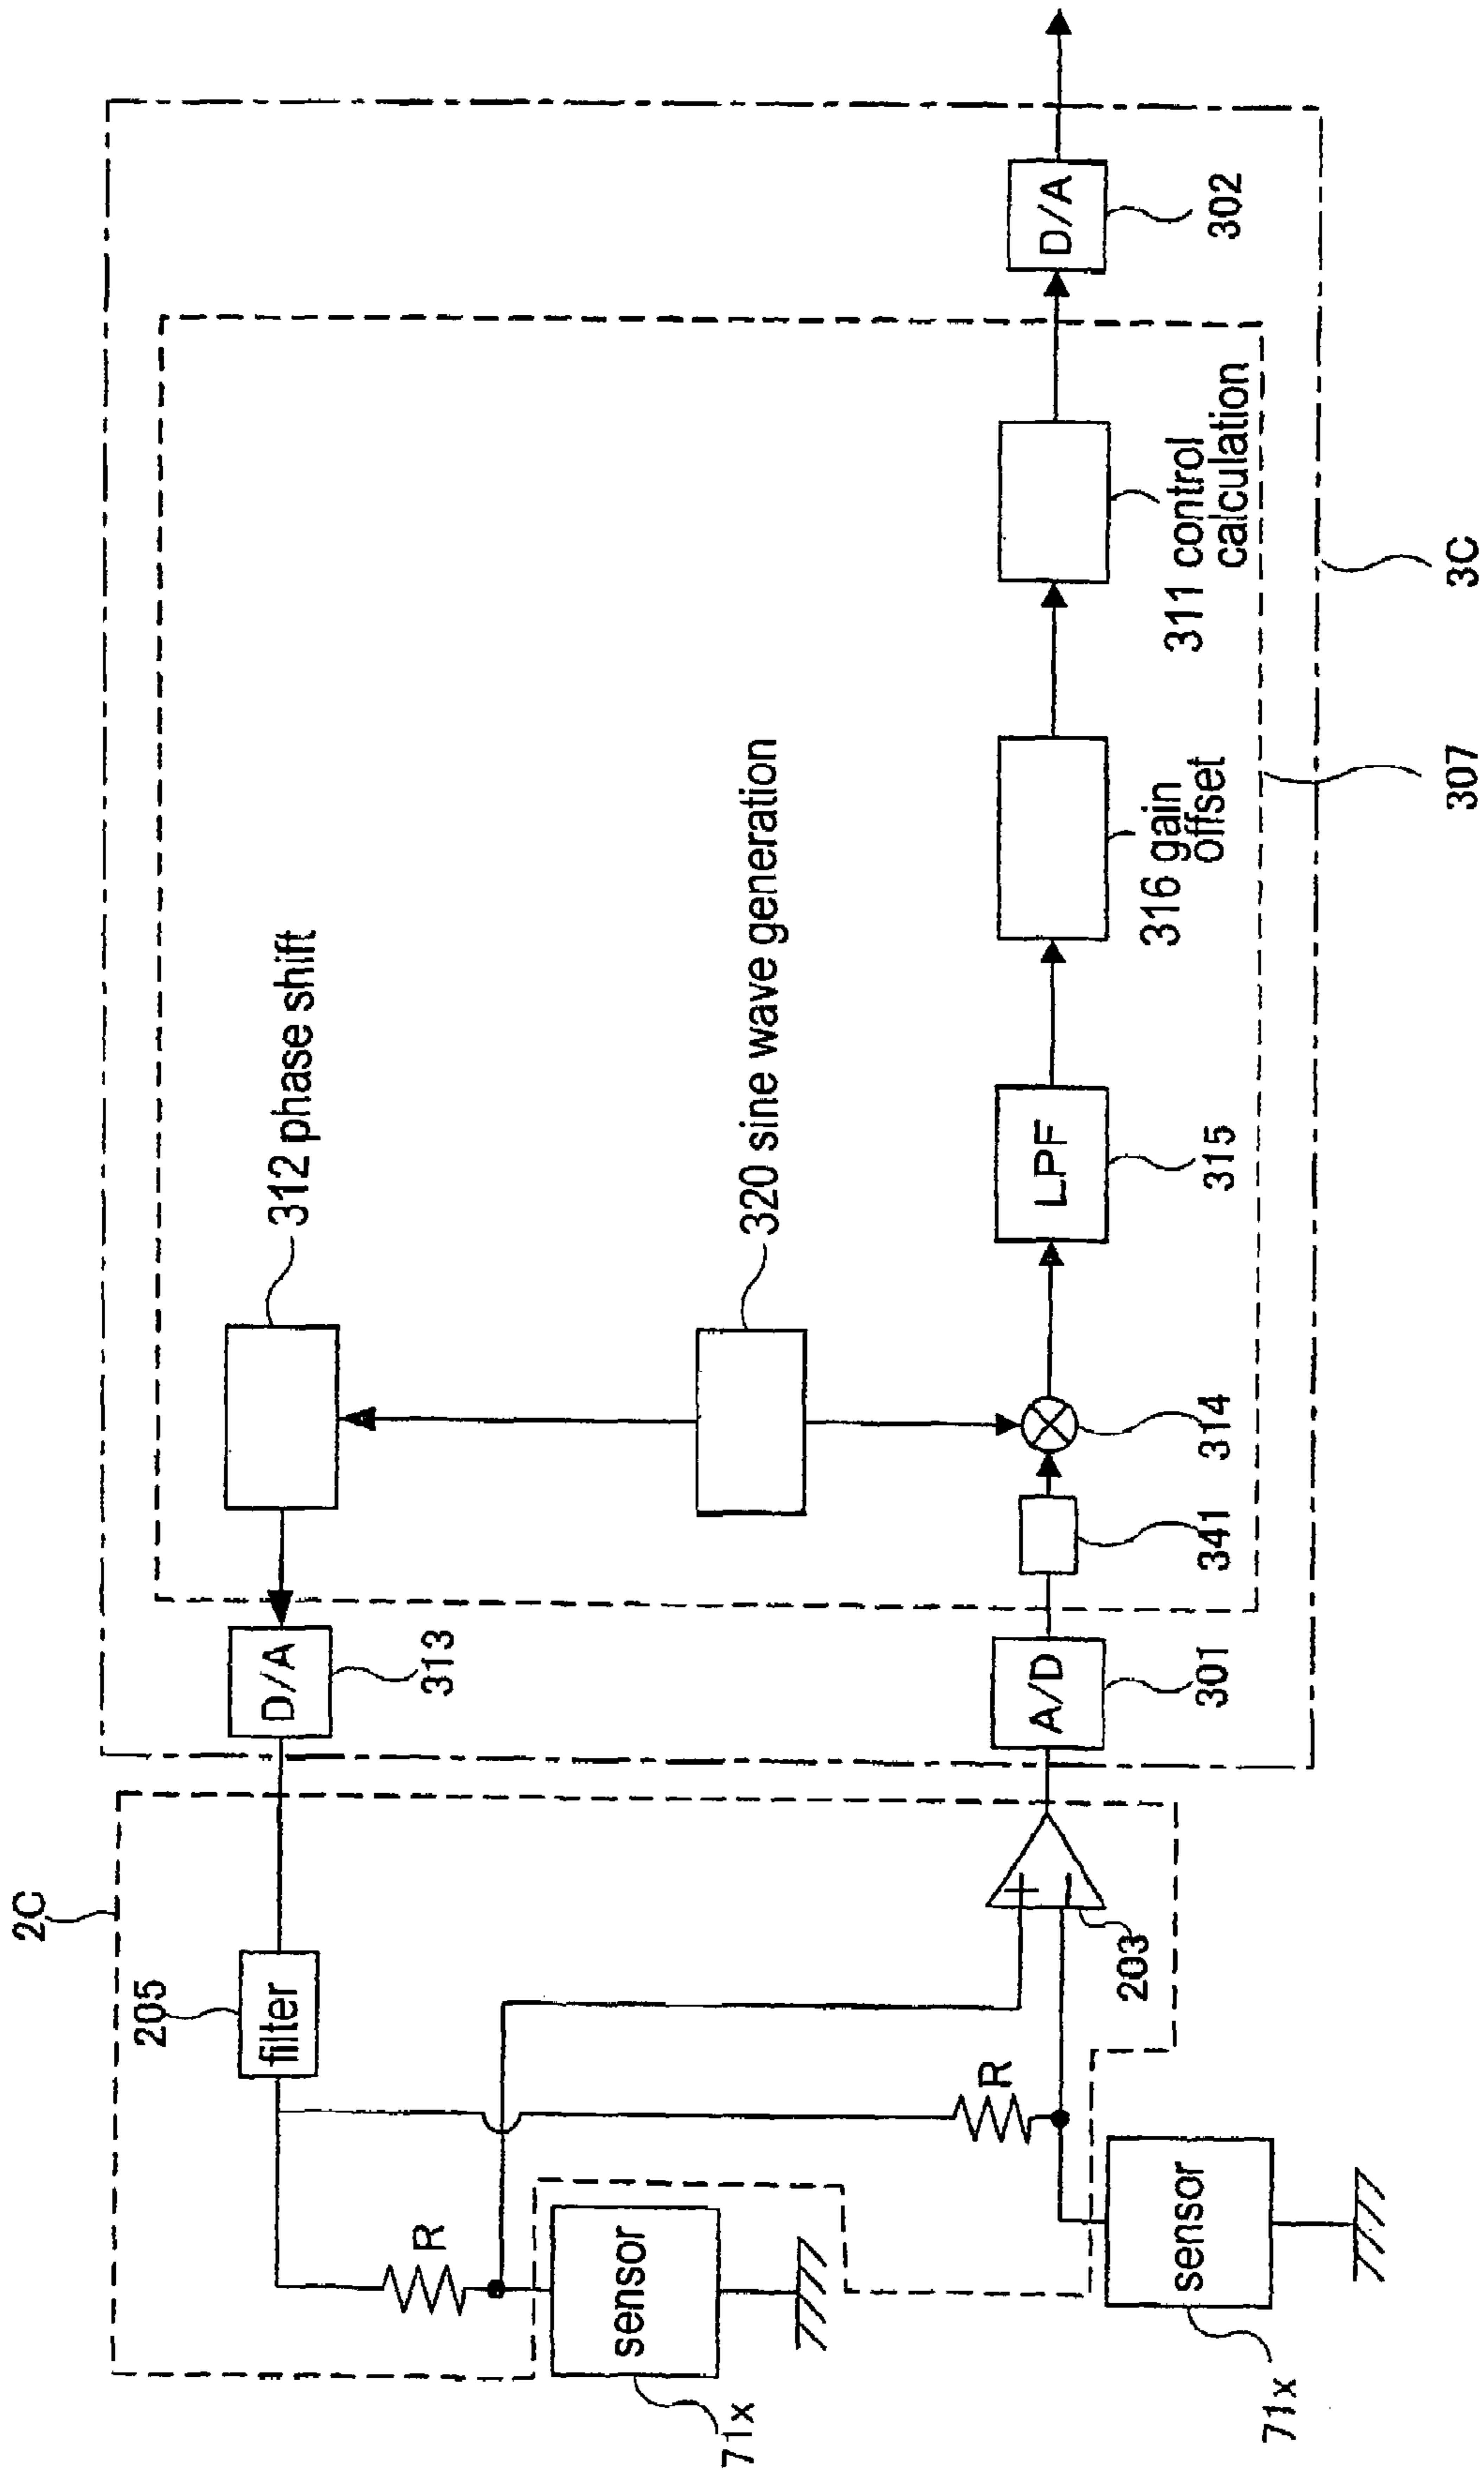 2C
205
filter
D/A
313
312 phase shift
320 sine wave generation
R
R
sensor
71x
sensor
71x
+
−
203
A/D
301
341
314
LPF
315
316 gain
offset
311 control
calculation
D/A
302
307
3C